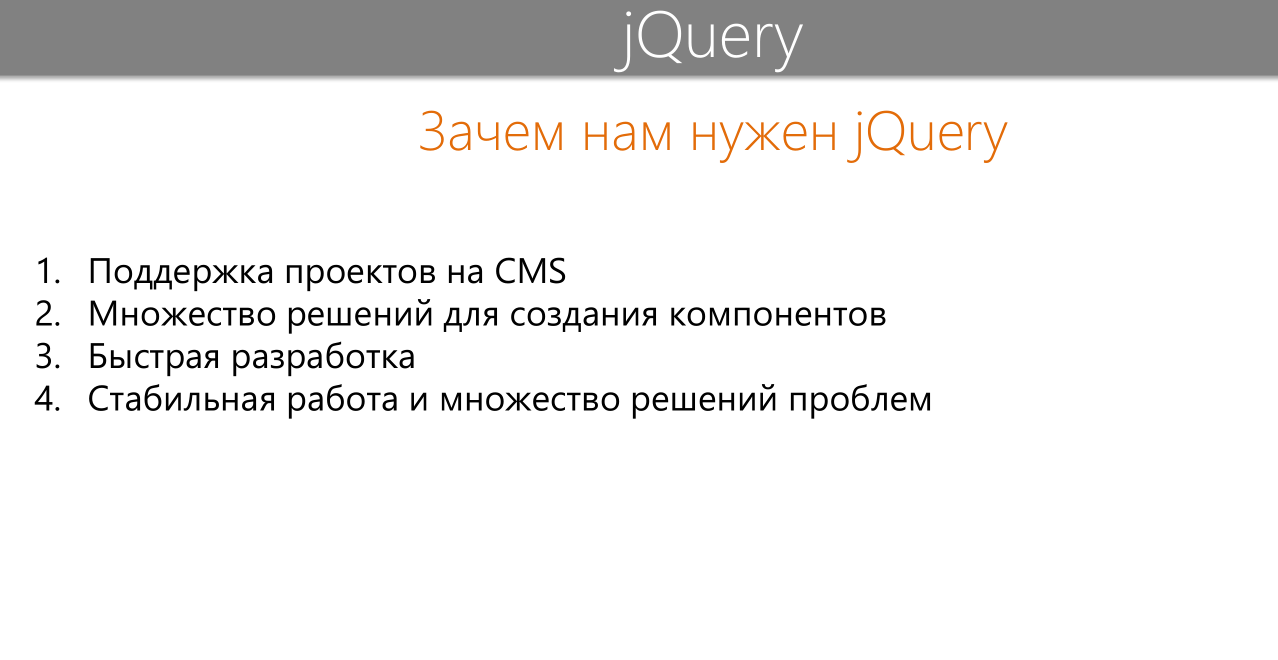 jQuery
Зачем нам нужен jQuery
1. Поддержка проектов на CMS
2. Множество решений для создания компонентов
3. Быстрая разработка
4. Стабильная работа и множество решений проблем